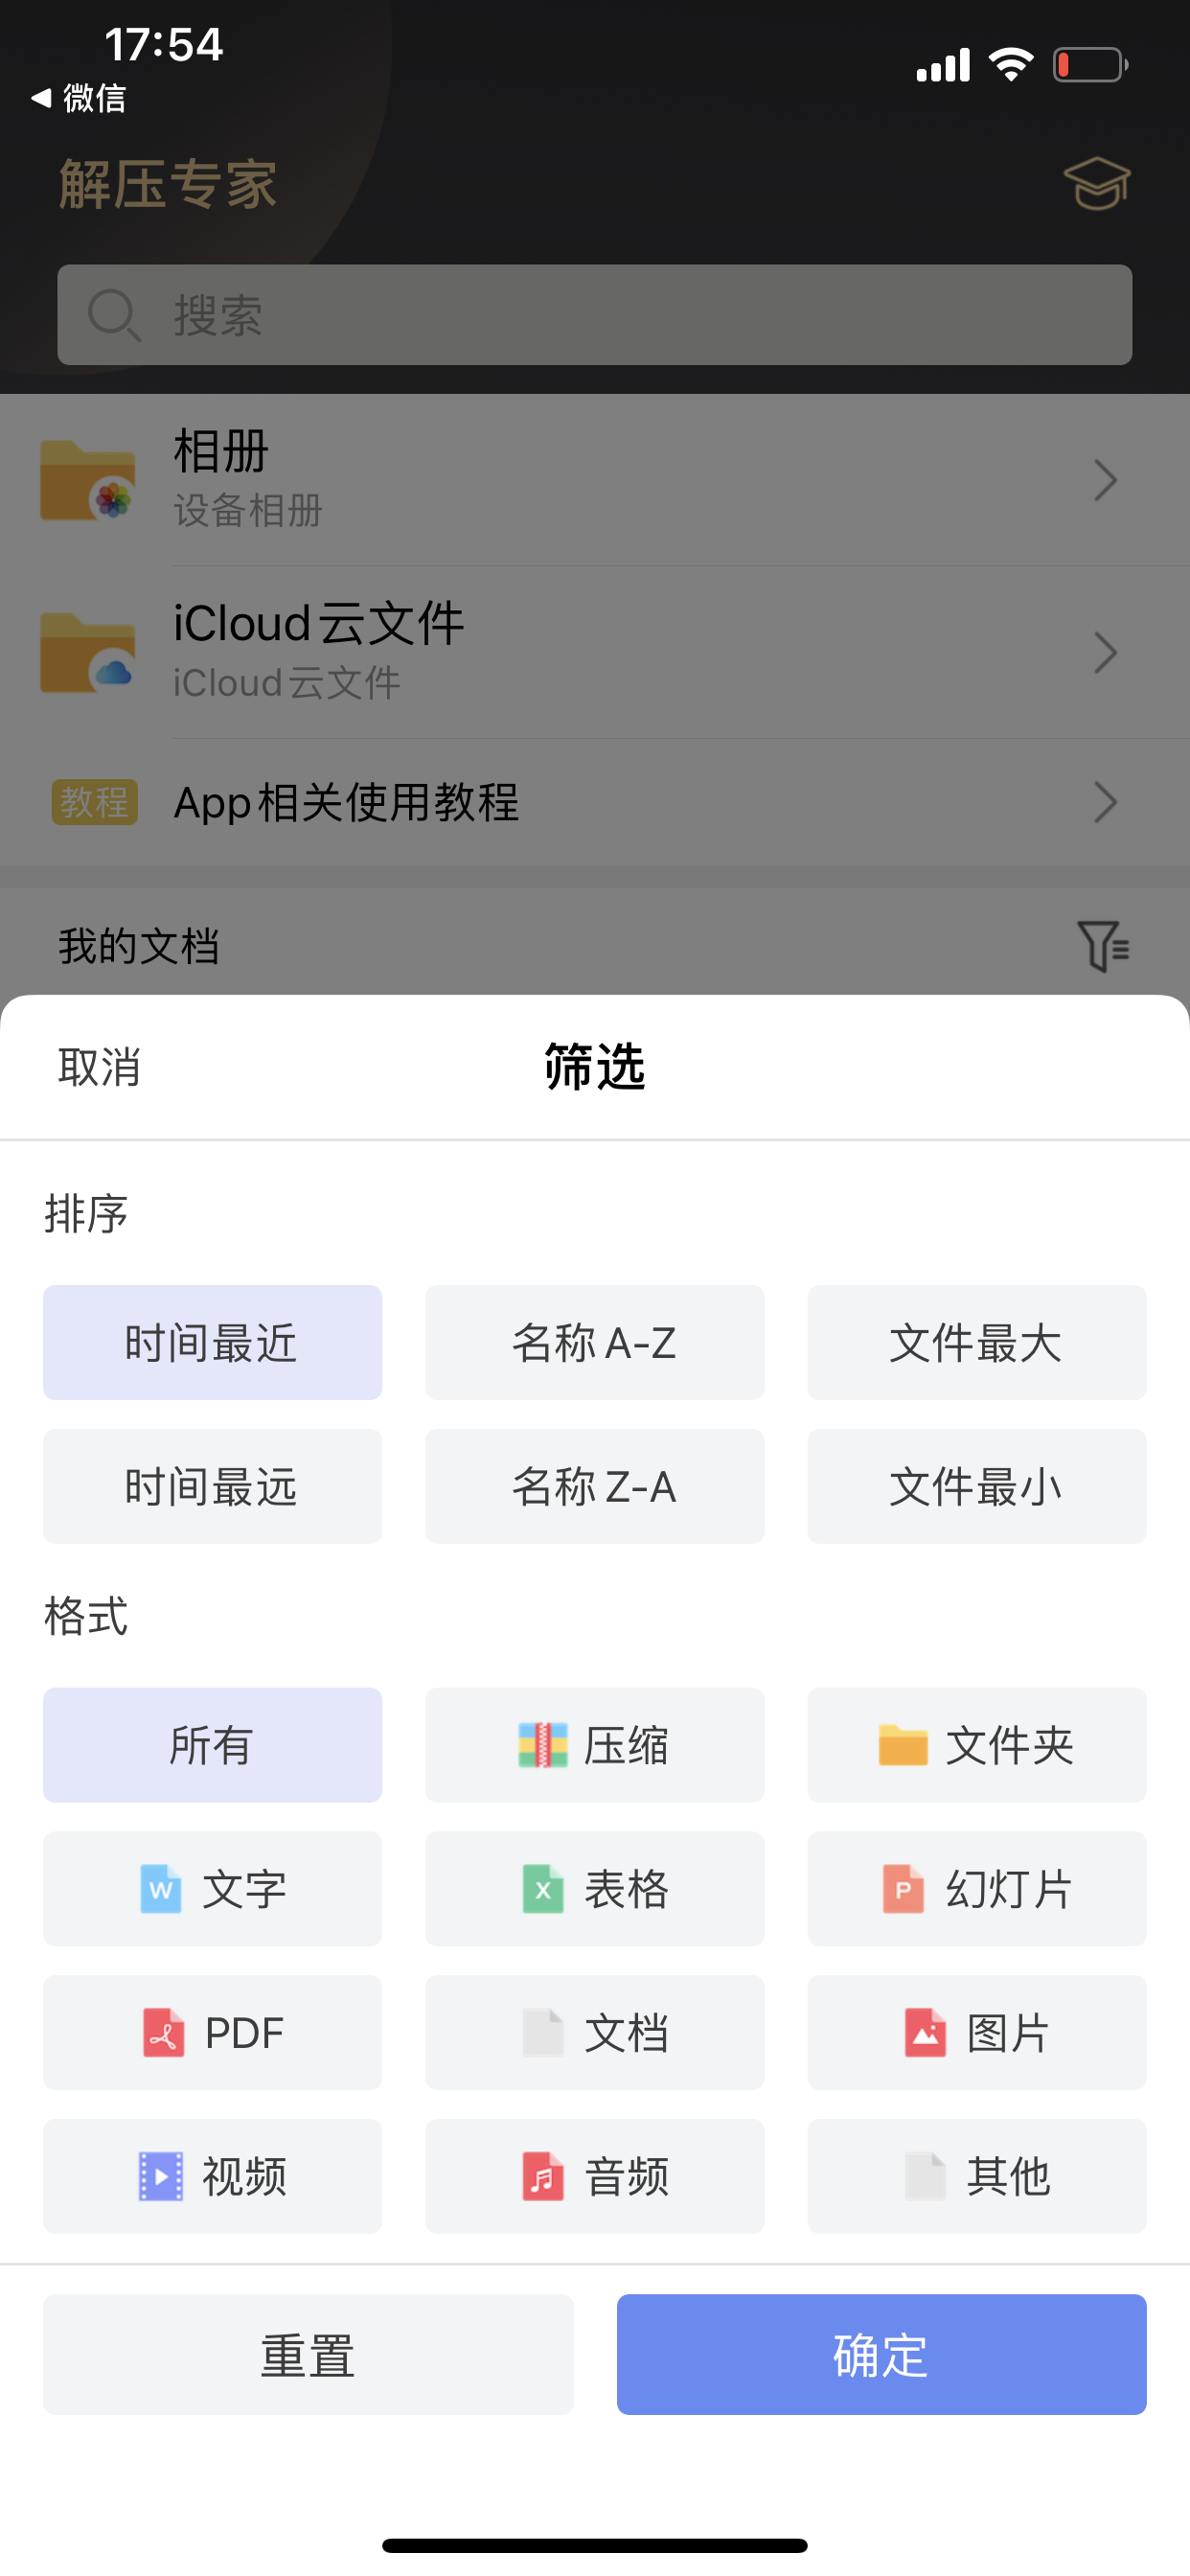 17:54
微信
解压专家
搜索
相册
设备相册
iCloud云文件
iCloud云文件
教程 App相关使用教程
我的文档
取消 筛选
排序
时间最近 名称 A-Z 文件最大
时间最远 名称 Z-A 文件最小
格式
所有 压缩 文件夹
W 文字 X 表格 P 幻灯片
PDF 文档 图片
视频 音频 其他
重置 确定